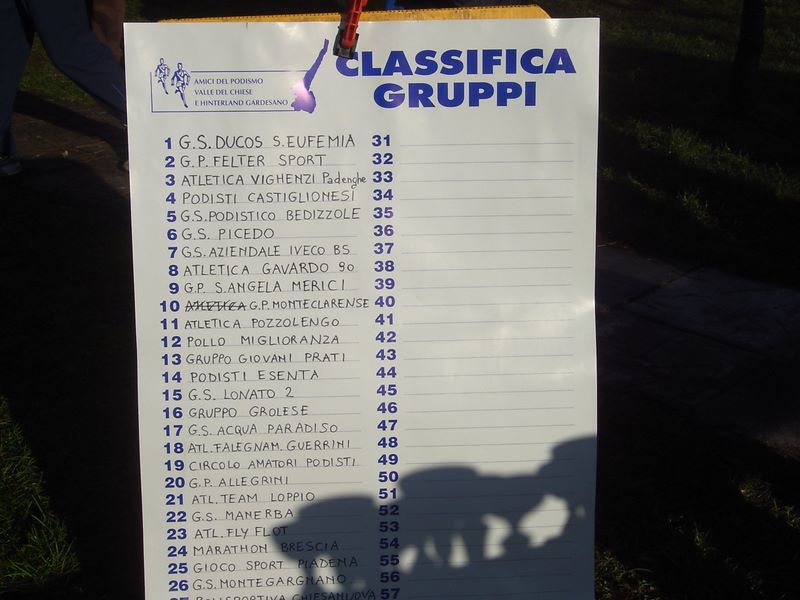 AMICI DEL PODISMO
VALLE DEL CHIESE
E HINTERLAND GARDESANO
CLASSIFICA
GRUPPI
1 G.S. DUCOS S. EUFEMIA
2 G.P. FELTER SPORT
3 ATLETICA VIGHENZI Padenghe
4 PODISTI CASTIGLIONESI
5 G.S. PODISTICO BEDIZZOLE
6 G.S. PICEDO
7 G.S. AZIENDALE IVECO BS
8 ATLETICA GAVARDO 90
9 G.P. S. ANGELA MERICI
10 ATLETICA G.P. MONTECLARENSE
11 ATLETICA POZZOLENGO
12 POLLO MIGLIORANZA
13 GRUPPO GIOVANI PRATI
14 PODISTI ESENTA
15 G.S. LONATO 2
16 GRUPPO GROLESE
17 G.S. ACQUA PARADISO
18 ATL. FALEGNAM. GUERRINI
19 CIRCOLO AMATORI PODISTI
20 G.P. ALLEGRINI
21 ATL. TEAM LOPPIO
22 G.S. MANERBA
23 ATL. FLY FLOT
24 MARATHON BRESCIA
25 GIOCO SPORT PIADENA
26 G.S. MONTEGARGNANO
27 POLISPORTIVA CHIESANUOVA
31
32
33
34
35
36
37
38
39
40
41
42
43
44
45
46
47
48
49
50
51
52
53
54
55
56
57